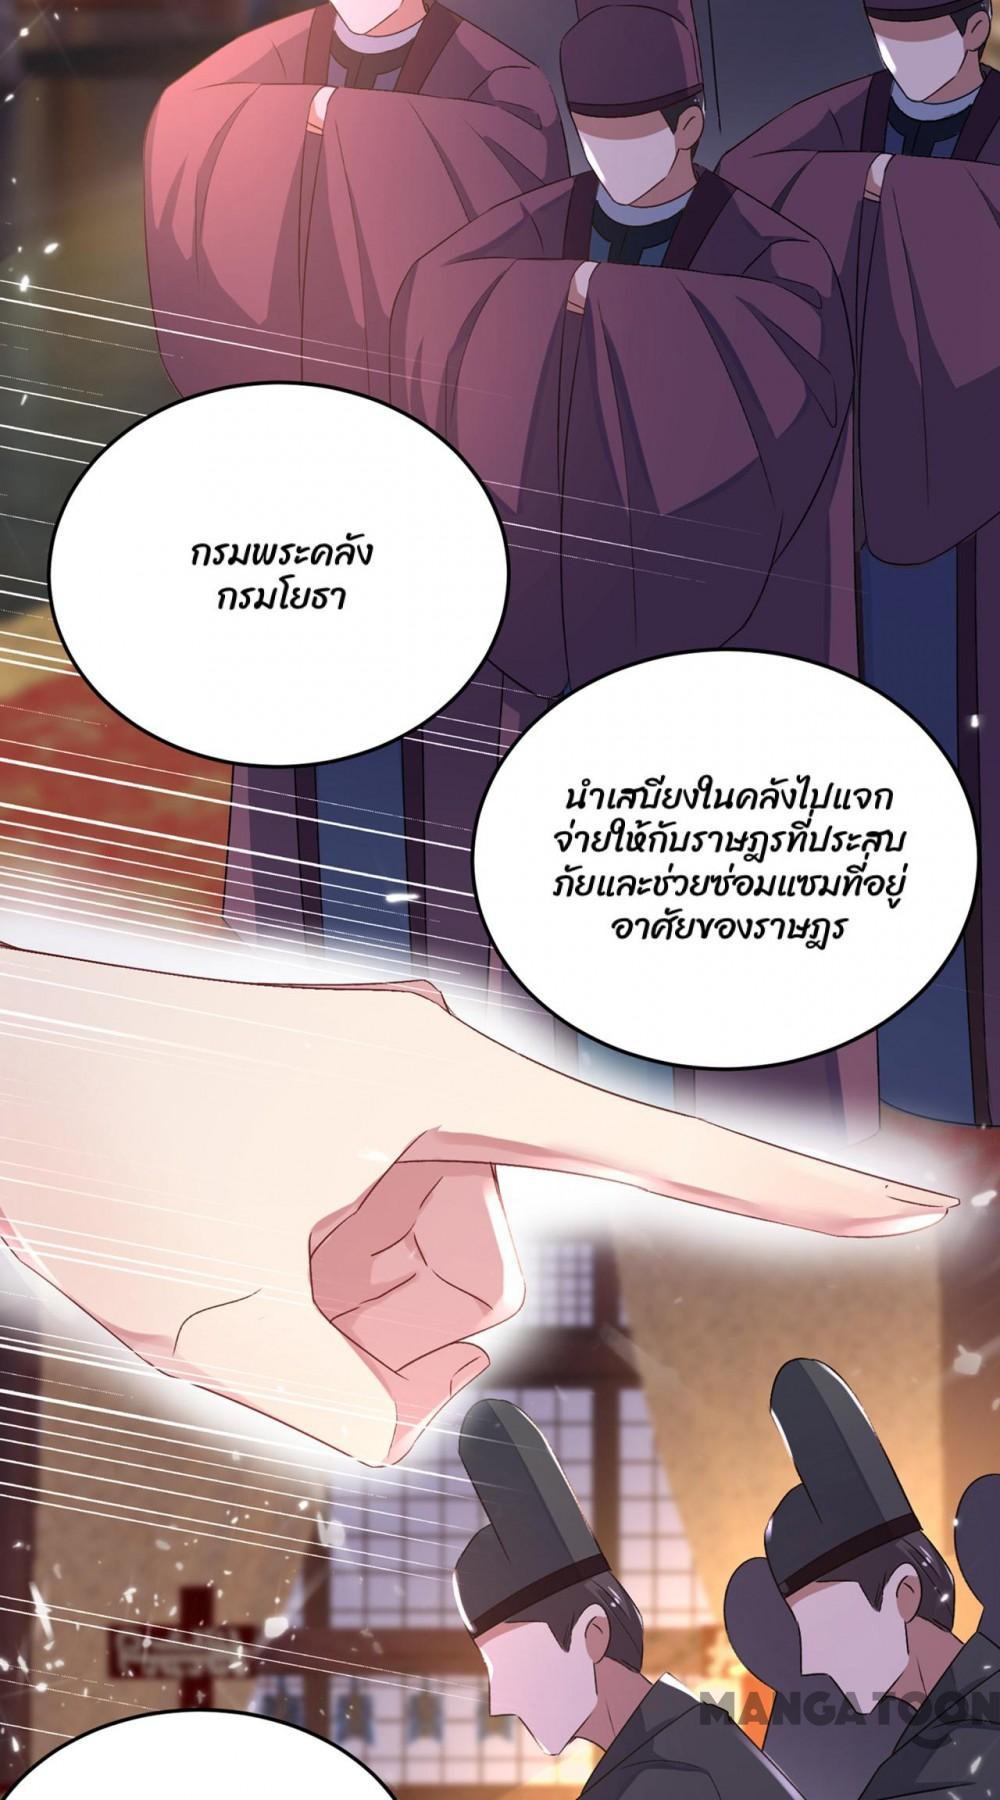 กรมพระคลัง
กรมโยธา
นำเสบียงในคลังไปแจก
จ่ายให้กับราษฎรที่ประสบ
ภัยและช่วยซ่อมแซมที่อยู่
อาศัยของราษฎร
MANGATOON